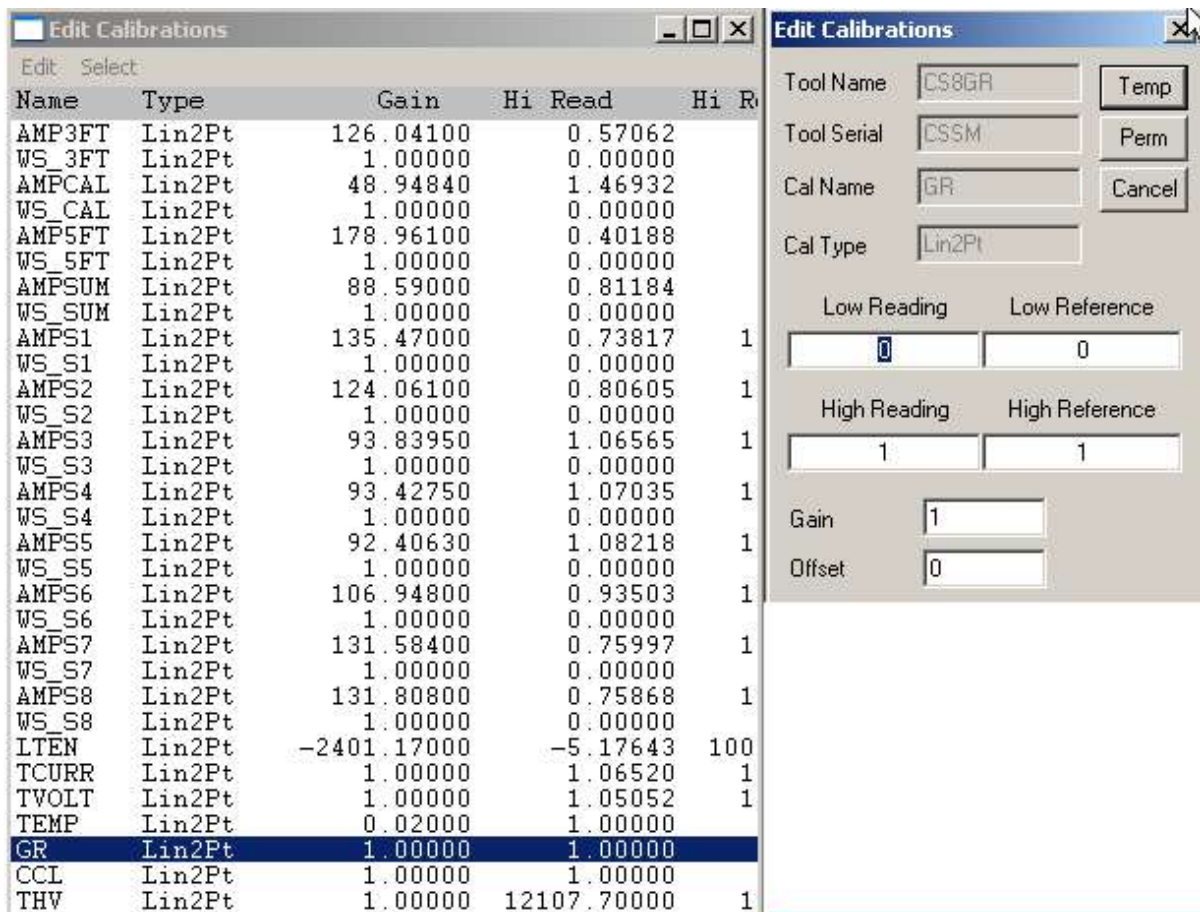 Edit Calibrations
Edit Select
Name Type Gain Hi Read Hi R
AMP3FT Lin2Pt 126.04100 0.57062
WS_3FT Lin2Pt 1.00000 0.00000
AMPCAL Lin2Pt 48.94840 1.46932
WS_CAL Lin2Pt 1.00000 0.00000
AMP5FT Lin2Pt 178.96100 0.40188
WS_5FT Lin2Pt 1.00000 0.00000
AMPSUM Lin2Pt 88.59000 0.81184
WS_SUM Lin2Pt 1.00000 0.00000
AMPS1 Lin2Pt 135.47000 0.73817 1
WS_S1 Lin2Pt 1.00000 0.00000
AMPS2 Lin2Pt 124.06100 0.80605 1
WS_S2 Lin2Pt 1.00000 0.00000
AMPS3 Lin2Pt 93.83950 1.06565 1
WS_S3 Lin2Pt 1.00000 0.00000
AMPS4 Lin2Pt 93.42750 1.07035 1
WS_S4 Lin2Pt 1.00000 0.00000
AMPS5 Lin2Pt 92.40630 1.08218 1
WS_S5 Lin2Pt 1.00000 0.00000
AMPS6 Lin2Pt 106.94800 0.93503 1
WS_S6 Lin2Pt 1.00000 0.00000
AMPS7 Lin2Pt 131.58400 0.75997 1
WS_S7 Lin2Pt 1.00000 0.00000
AMPS8 Lin2Pt 131.80800 0.75868 1
WS_S8 Lin2Pt 1.00000 0.00000
LTEN Lin2Pt -2401.17000 -5.17643 100
TCURR Lin2Pt 1.00000 1.06520 1
TVOLT Lin2Pt 1.00000 1.05052 1
TEMP Lin2Pt 0.02000 1.00000
GR Lin2Pt 1.00000 1.00000
CCL Lin2Pt 1.00000 1.00000
THV Lin2Pt 1.00000 12107.70000 1
Edit Calibrations
Tool Name CS8GR Temp
Tool Serial CSSM Perm
Cal Name GR Cancel
Cal Type Lin2Pt
Low Reading Low Reference
0 0
High Reading High Reference
1 1
Gain 1
Offset 0